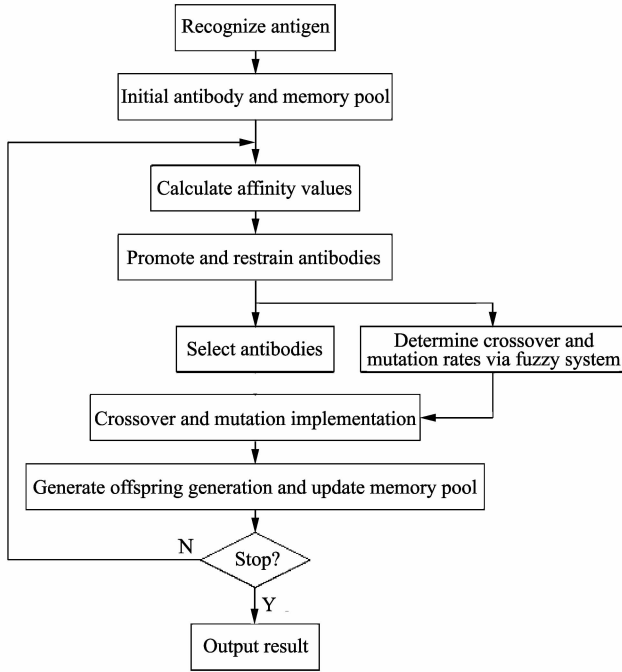 Recognize antigen
Initial antibody and memory pool
Calculate affinity values
Promote and restrain antibodies
Select antibodies
Determine crossover and
mutation rates via fuzzy system
Crossover and mutation implementation
Generate offspring generation and update memory pool
N
Stop?
Y
Output result